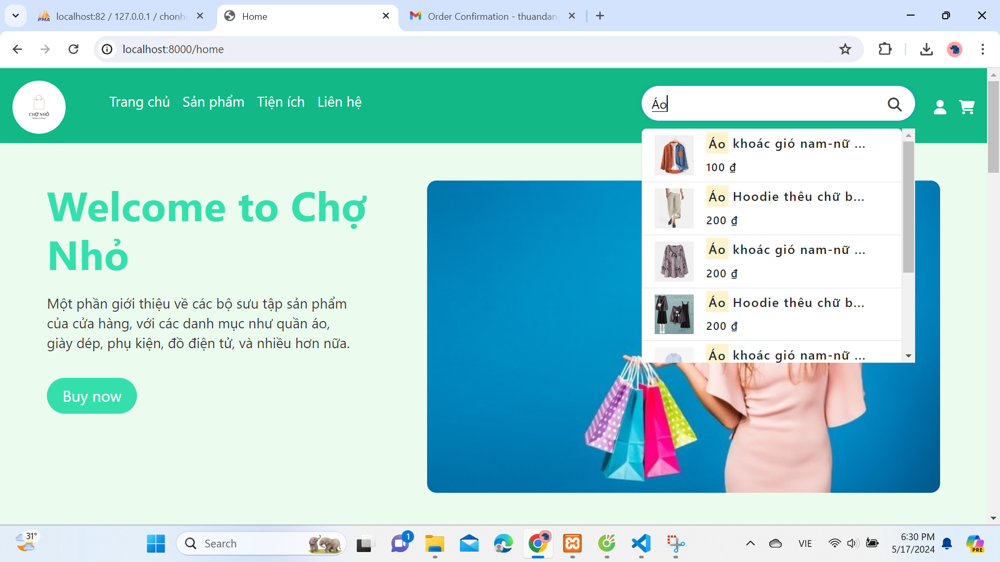 localhost:82 / 127.0.0.1 / chonh
Home
Order Confirmation - thuandan
localhost:8000/home
CHỢ NHỎ
Shop Online
Trang chủ
Sản phẩm
Tiện ích
Liên hệ
Áo
Áo khoác gió nam-nữ ...
100 ₫
Áo Hoodie thêu chữ b...
200 ₫
Áo khoác gió nam-nữ ...
200 ₫
Áo Hoodie thêu chữ b...
200 ₫
Áo khoác gió nam-nữ ...
Welcome to Chợ
Nhỏ
Một phần giới thiệu về các bộ sưu tập sản phẩm
của cửa hàng, với các danh mục như quần áo,
giày dép, phụ kiện, đồ điện tử, và nhiều hơn nữa.
Buy now
31°
Search
1
VIE
6:30 PM
5/17/2024
PRE
PMA